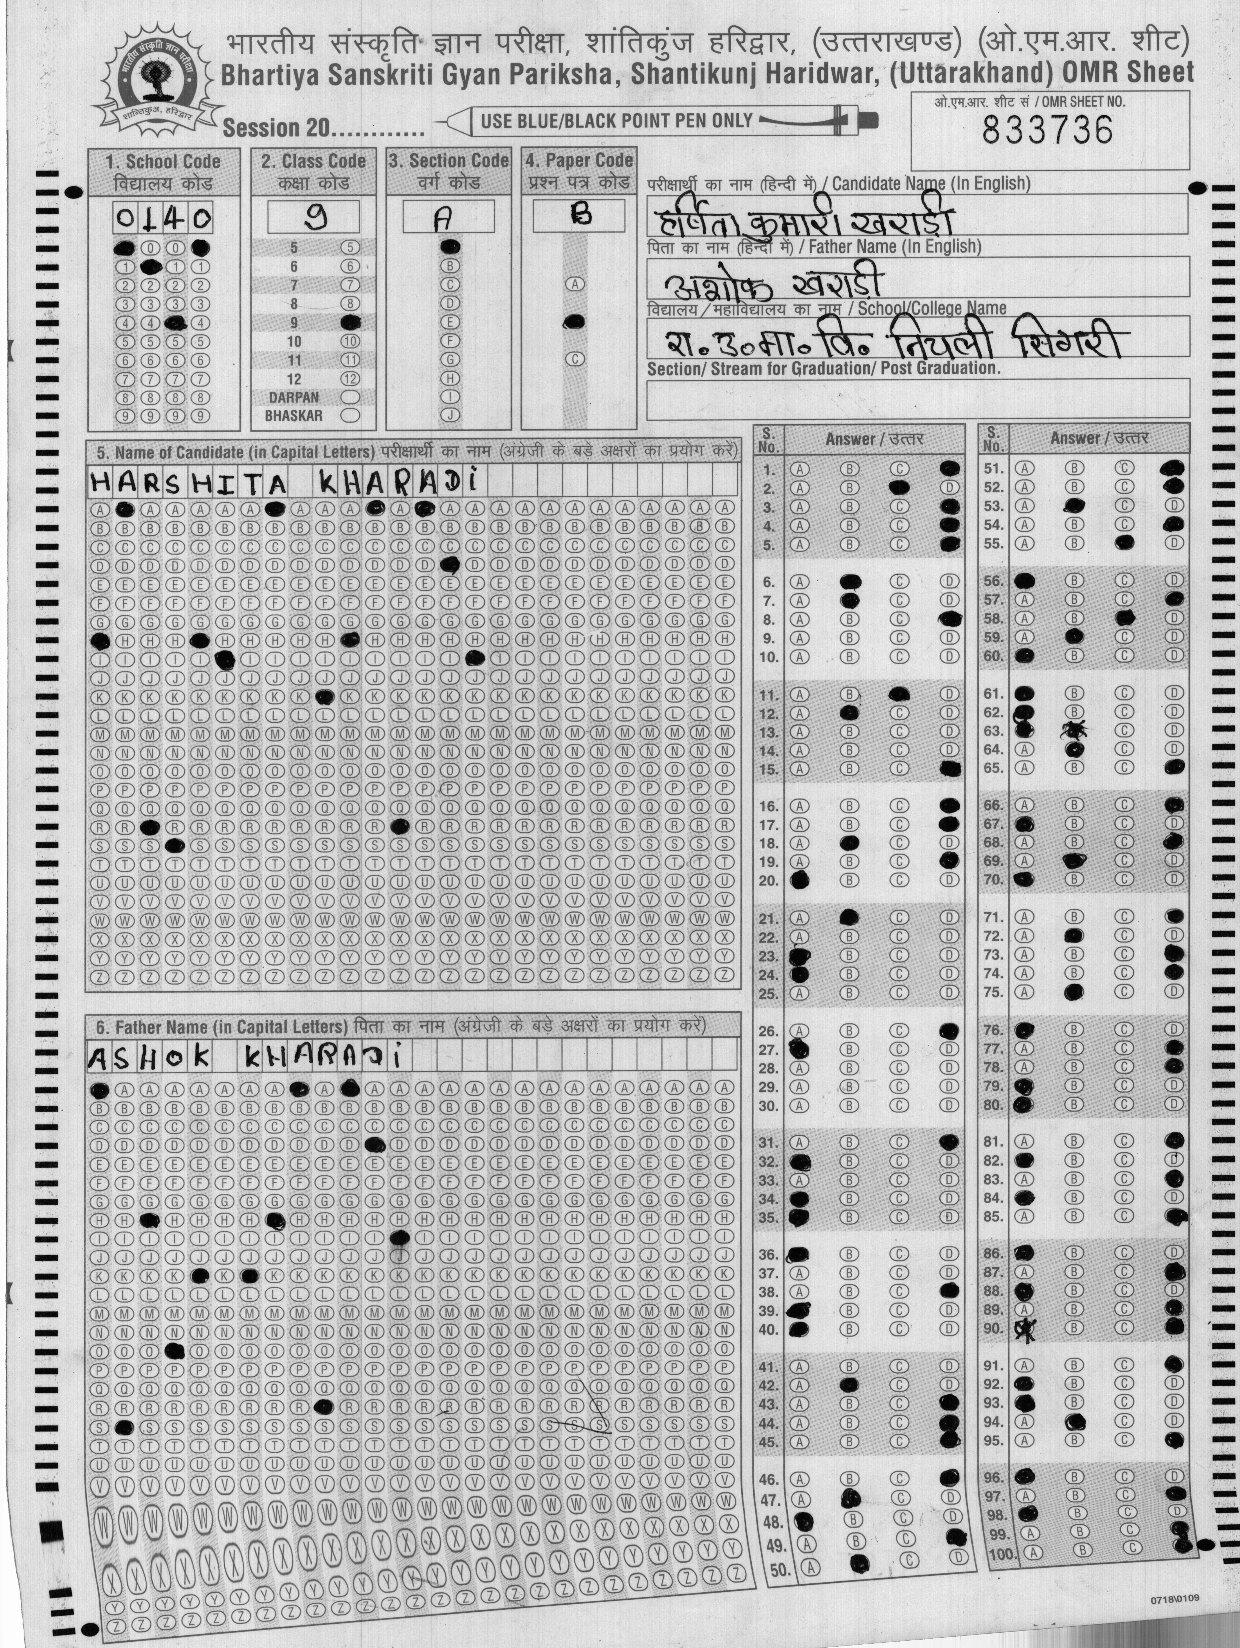 भारतीय संस्कृति ज्ञान परीक्षा, शांतिकुंज हरिद्वार, (उत्तराखण्ड) (ओ.एम.आर. शीट)
Bhartiya Sanskriti Gyan Pariksha, Shantikunj Haridwar, (Uttarakhand) OMR Sheet
Session 20............
USE BLUE/BLACK POINT PEN ONLY
ओ.एम.आर. शीट सं / OMR SHEET NO.
833736
1. School Code
विद्यालय कोड
0140
2. Class Code
कक्षा कोड
9
5
6
7
8
9
10
11
12
DARPAN
BHASKAR
3. Section Code
वर्ग कोड
A
4. Paper Code
प्रश्न पत्र कोड
B
परीक्षार्थी का नाम (हिन्दी में) / Candidate Name (In English)
हर्षिता कुमारी खराड़ी
पिता का नाम (हिन्दी में) / Father Name (In English)
अशोक खराडी
विद्यालय / महाविद्यालय का नाम / School/College Name
रा. उ. मा. वि. निचली सिगरी
Section/ Stream for Graduation/ Post Graduation.
5. Name of Candidate (in Capital Letters) परीक्षार्थी का नाम (अंग्रेजी के बड़े अक्षरों का प्रयोग करें)
HARSHITA KHARADi
6. Father Name (in Capital Letters) पिता का नाम (अंग्रेजी के बड़े अक्षरों का प्रयोग करें)
ASHOK KHARADi
S. No. Answer / उत्तर
S. No. Answer / उत्तर
0718\0109